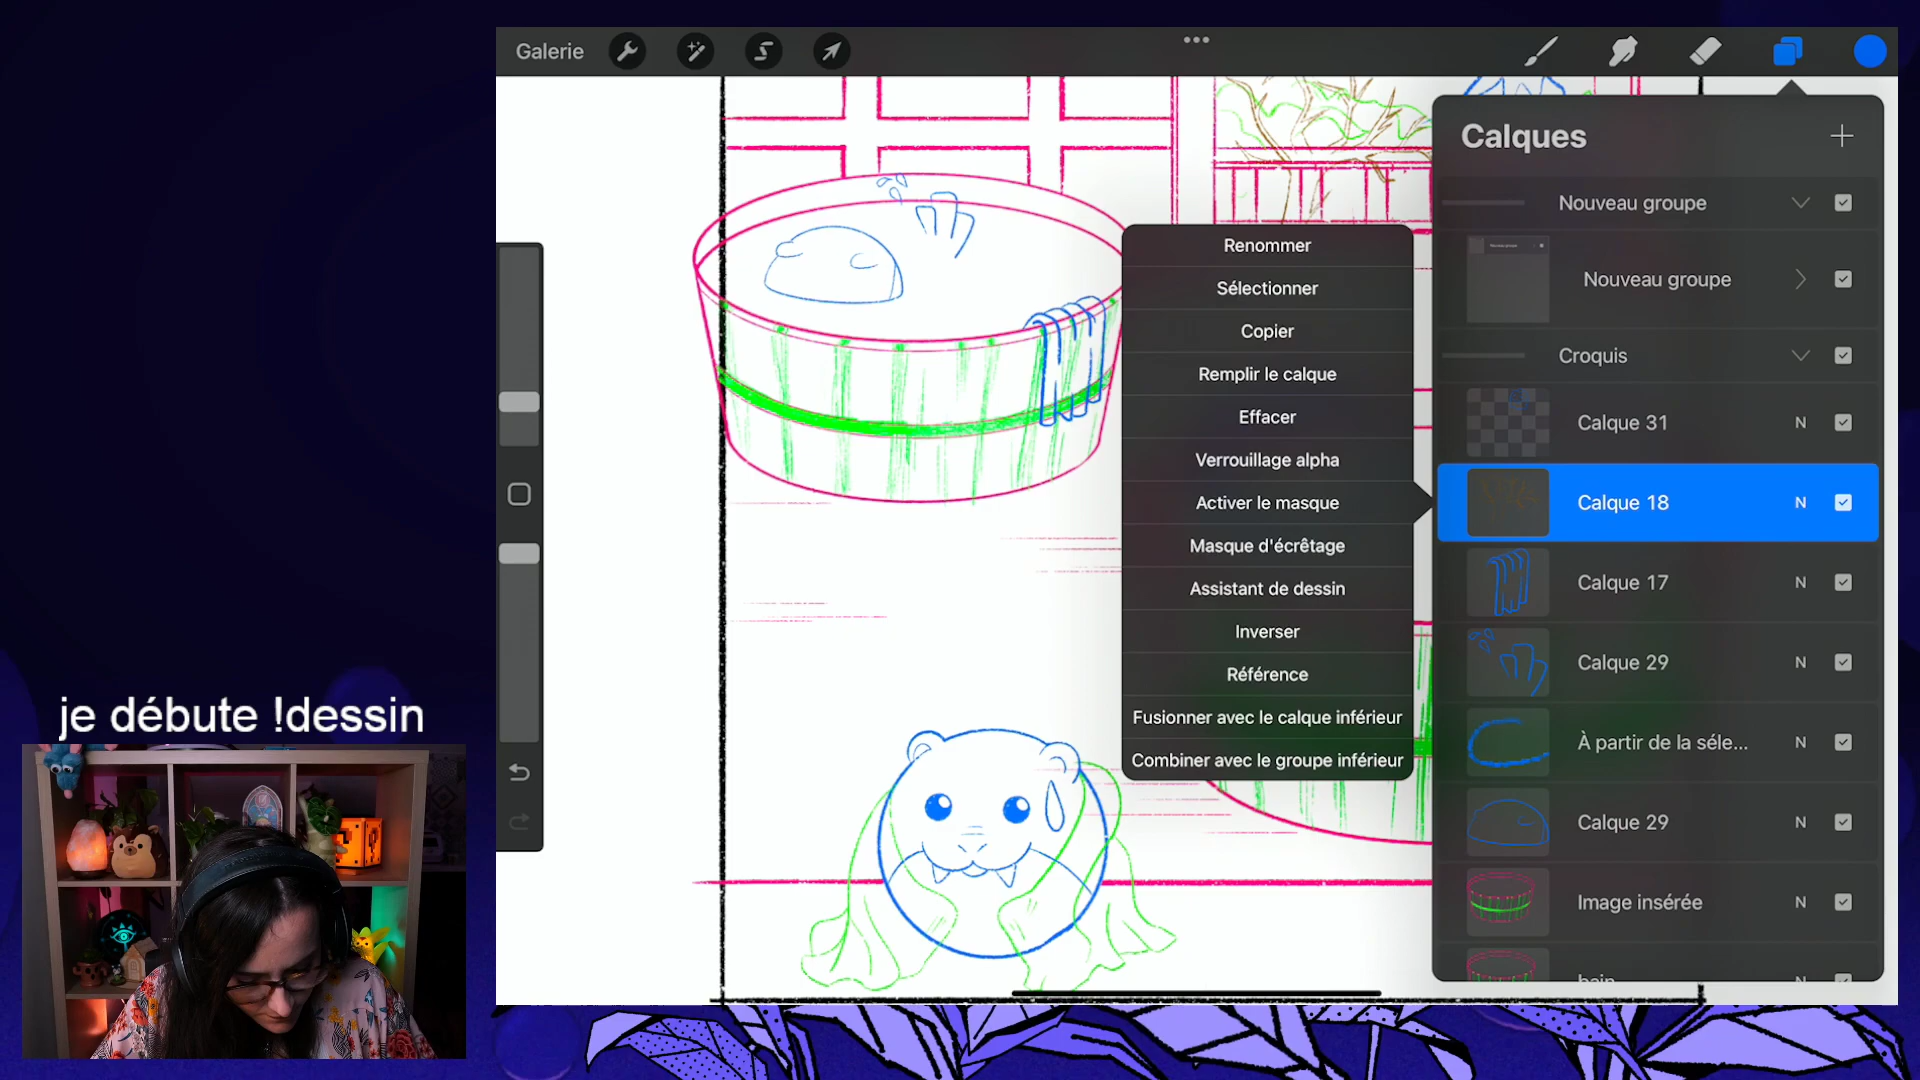 Galerie
Calques
Nouveau groupe
Nouveau groupe
Croquis
Calque 31 N
Calque 18 N
Calque 17 N
Calque 29 N
À partir de la séle... N
Calque 29 N
Image insérée N
bain N
Renommer
Sélectionner
Copier
Remplir le calque
Effacer
Verrouillage alpha
Activer le masque
Masque d'écrêtage
Assistant de dessin
Inverser
Référence
Fusionner avec le calque inférieur
Combiner avec le groupe inférieur
je débute !dessin